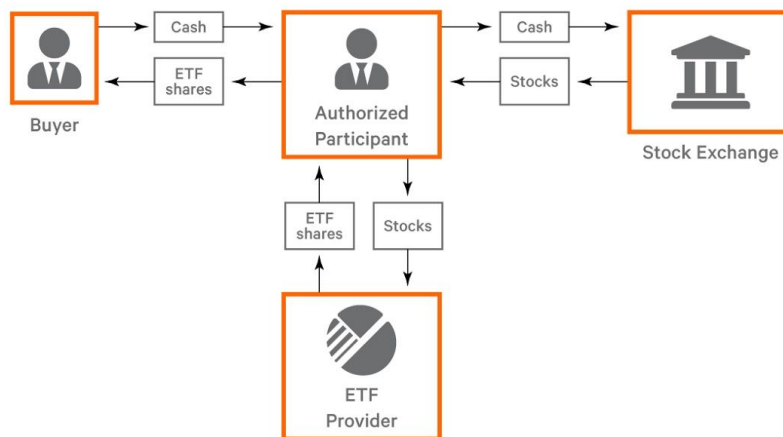 Cash
Cash
ETF
shares
Stocks
Buyer
Authorized
Participant
Stock Exchange
ETF
shares
Stocks
ETF
Provider